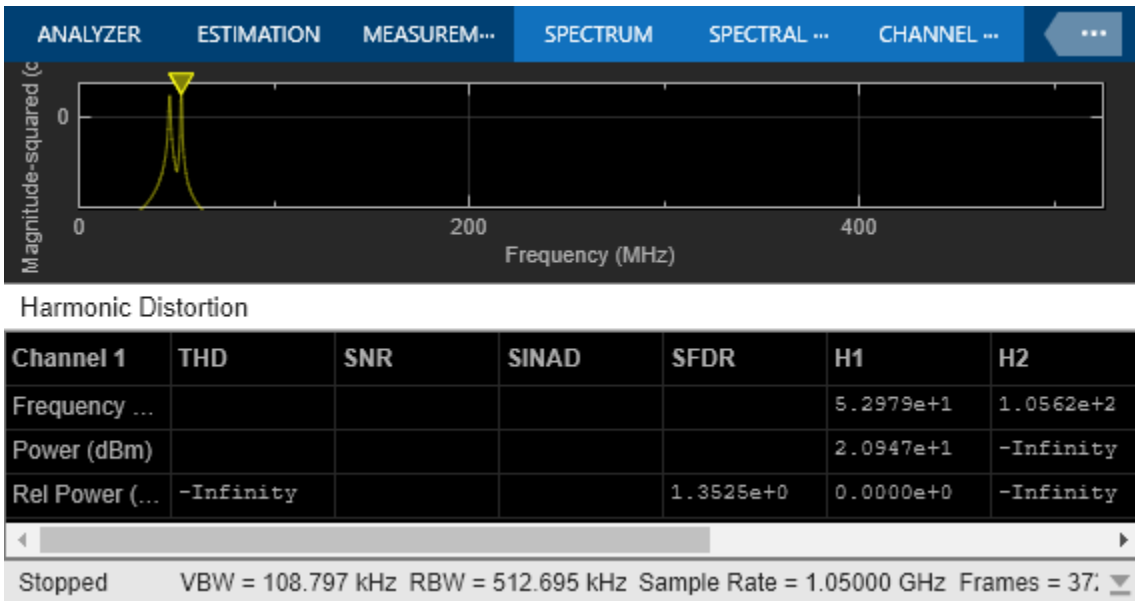 ANALYZER ESTIMATION MEASUREM··· SPECTRUM SPECTRAL ··· CHANNEL ··· ···
Magnitude-squared (
0
0 200 400
Frequency (MHz)
Harmonic Distortion
Channel 1 THD SNR SINAD SFDR H1 H2
Frequency ... 5.2979e+1 1.0562e+2
Power (dBm) 2.0947e+1 -Infinity
Rel Power (... -Infinity 1.3525e+0 0.0000e+0 -Infinity
Stopped VBW = 108.797 kHz RBW = 512.695 kHz Sample Rate = 1.05000 GHz Frames =